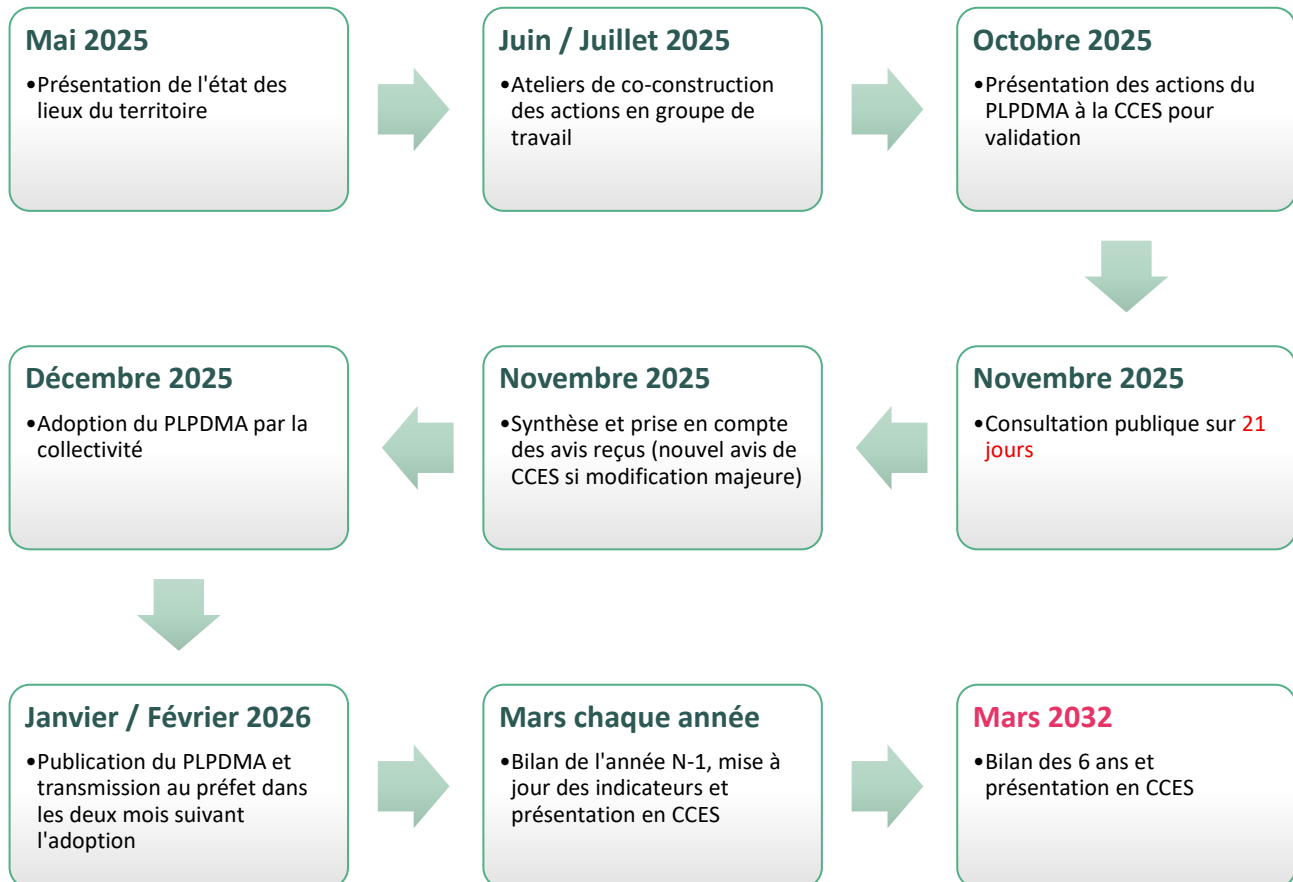 Mai 2025
•Présentation de l'état des
lieux du territoire
Juin / Juillet 2025
•Ateliers de co-construction
des actions en groupe de
travail
Octobre 2025
•Présentation des actions du
PLPDMA à la CCES pour
validation
Novembre 2025
•Consultation publique sur 21
jours
Novembre 2025
•Synthèse et prise en compte
des avis reçus (nouvel avis de
CCES si modification majeure)
Décembre 2025
•Adoption du PLPDMA par la
collectivité
Janvier / Février 2026
•Publication du PLPDMA et
transmission au préfet dans
les deux mois suivant
l'adoption
Mars chaque année
•Bilan de l'année N-1, mise à
jour des indicateurs et
présentation en CCES
Mars 2032
•Bilan des 6 ans et
présentation en CCES